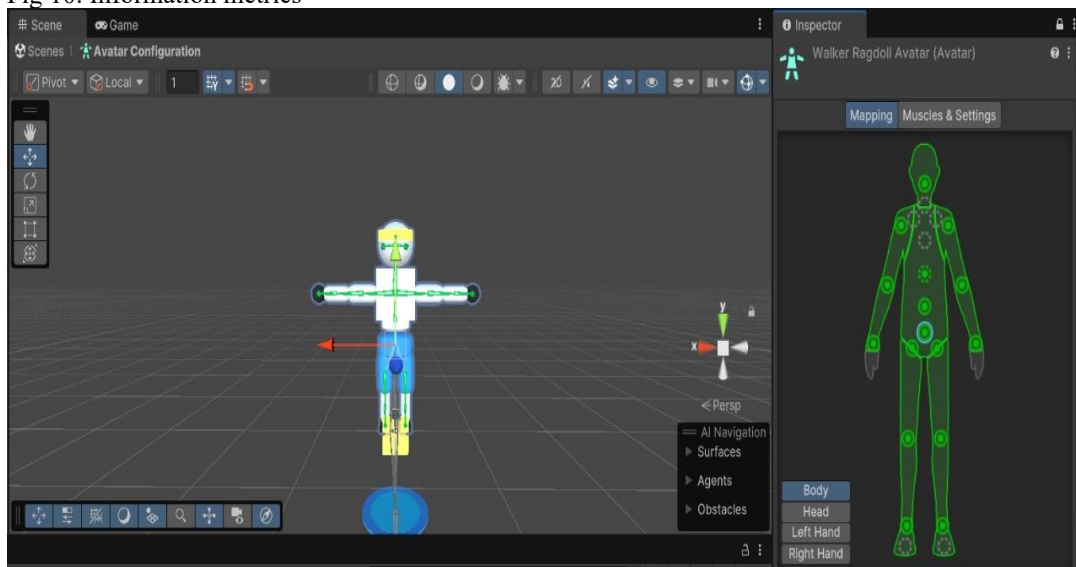 Fig 10: Information metrics
Scene Game
Inspector
Scenes Avatar Configuration
Walker Ragdoll Avatar (Avatar)
Pivot Local 1
2D
Mapping Muscles & Settings
y
x
Persp
AI Navigation
Surfaces
Agents
Obstacles
Body
Head
Left Hand
Right Hand